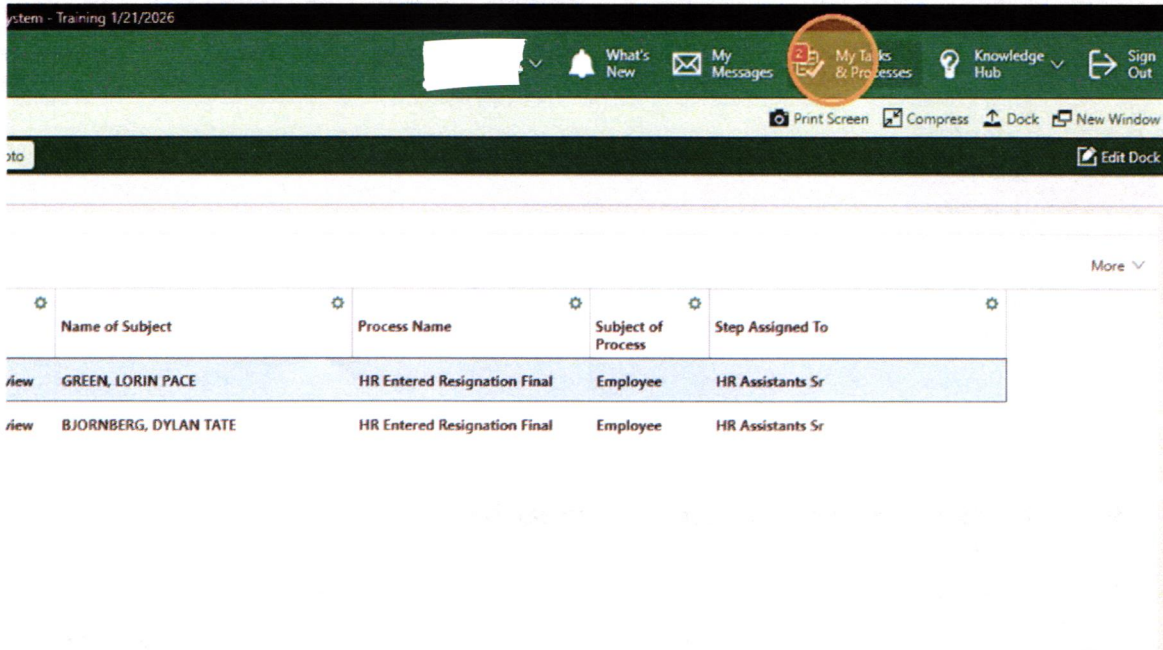 ystem - Training 1/21/2026
What's New
My Messages
2
My Tasks & Processes
Knowledge Hub
Sign Out
Print Screen Compress Dock New Window
oto
Edit Dock
More
Name of Subject Process Name Subject of Process Step Assigned To
view GREEN, LORIN PACE HR Entered Resignation Final Employee HR Assistants Sr
view BJORNBERG, DYLAN TATE HR Entered Resignation Final Employee HR Assistants Sr